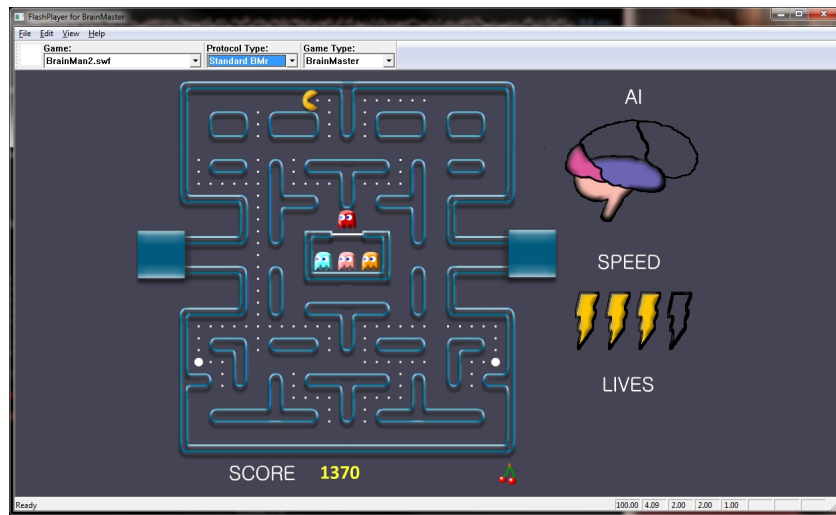 FlashPlayer for BrainMaster
File Edit View Help
Game: Protocol Type: Game Type:
BrainMan2.swf Standard BMr BrainMaster
AI
SPEED
LIVES
SCORE 1370
Ready 100.00 4.09 2.00 2.00 1.00